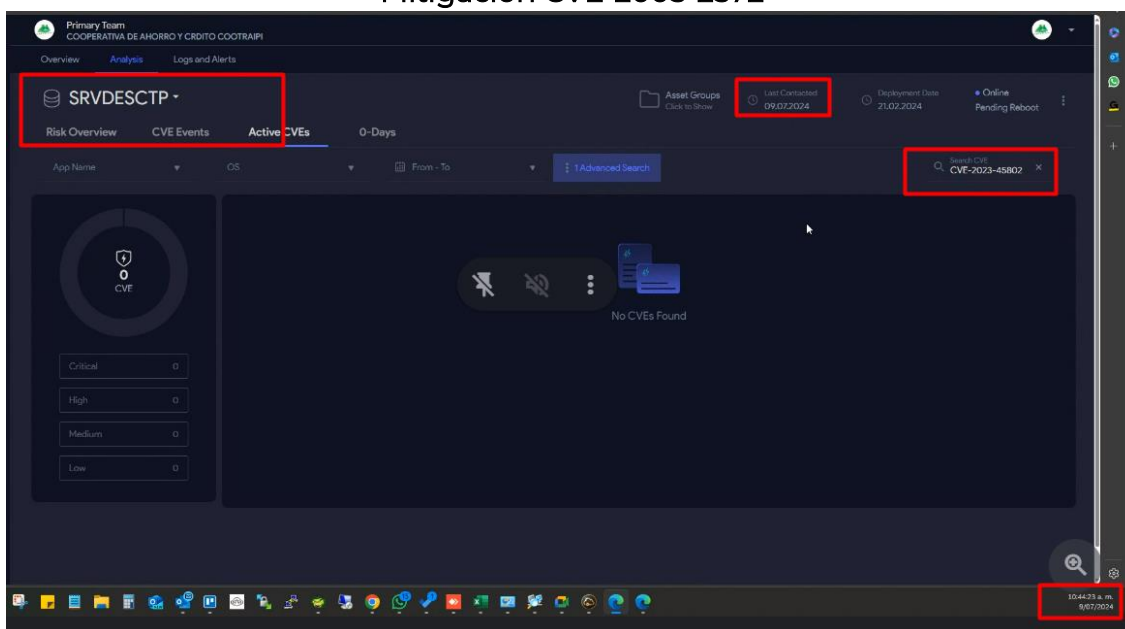 Mitigación CVE-2003-2372
Primary Team
COOPERATIVA DE AHORRO Y CRDITO COOTRAIPI
Overview Analysis Logs and Alerts
SRVDESCTP
Asset Groups
Click to Show
Last Contacted
09.07.2024
Deployment Date
21.02.2024
Online
Pending Reboot
Risk Overview CVE Events Active CVEs 0-Days
App Name OS From - To 1 Advanced Search
Search CVE
CVE-2023-45802
0
CVE
No CVEs Found
Critical 0
High 0
Medium 0
Low 0
10:44:23 a. m.
9/07/2024